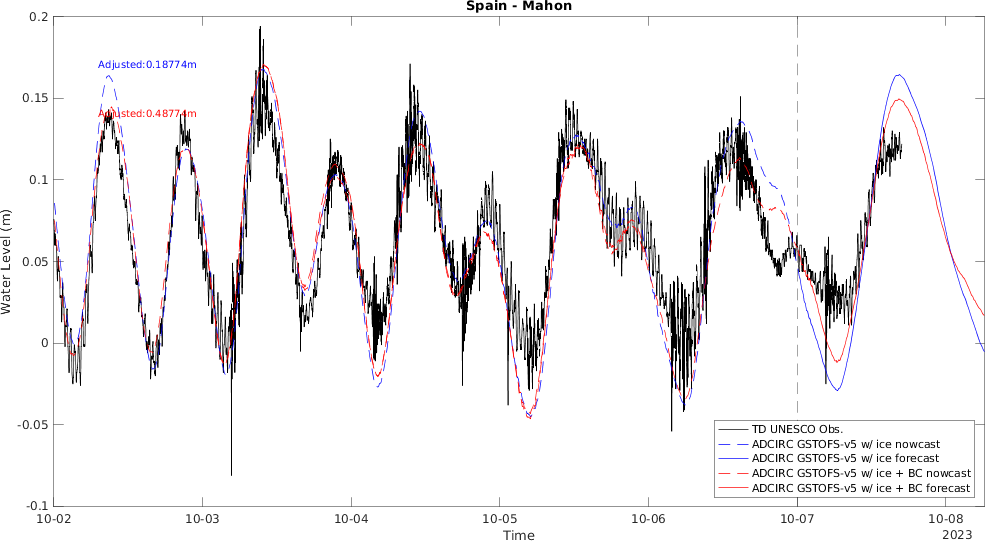 Spain - Mahon
0.2
0.15
0.1
0.05
0
-0.05
-0.1
Water Level (m)
Adjusted:0.18774m
Adjusted:0.48774m
TD UNESCO Obs.
ADCIRC GSTOFS-v5 w/ ice nowcast
ADCIRC GSTOFS-v5 w/ ice forecast
ADCIRC GSTOFS-v5 w/ ice + BC nowcast
ADCIRC GSTOFS-v5 w/ ice + BC forecast
10-02 10-03 10-04 10-05 10-06 10-07 10-08
Time
2023